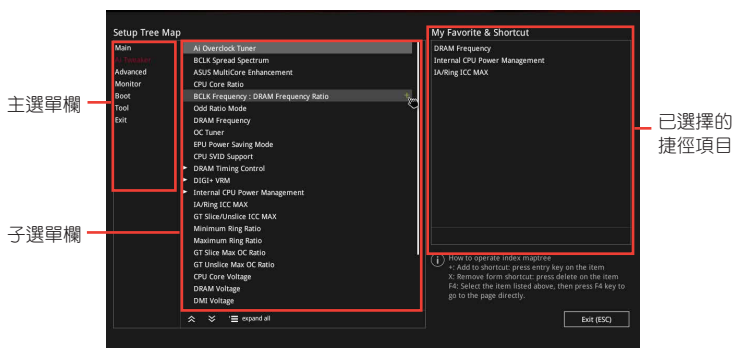 Setup Tree Map
Main
Ai Tweaker
Advanced
Monitor
Boot
Tool
Exit
Ai Overclock Tuner
BCLK Spread Spectrum
ASUS MultiCore Enhancement
CPU Core Ratio
BCLK Frequency : DRAM Frequency Ratio
Odd Ratio Mode
DRAM Frequency
OC Tuner
EPU Power Saving Mode
CPU SVID Support
DRAM Timing Control
DIGI+ VRM
Internal CPU Power Management
IA/Ring ICC MAX
GT Slice/Unslice ICC MAX
Minimum Ring Ratio
Maximum Ring Ratio
GT Slice Max OC Ratio
GT Unslice Max OC Ratio
CPU Core Voltage
DRAM Voltage
DMI Voltage
expand all
My Favorite & Shortcut
DRAM Frequency
Internal CPU Power Management
IA/Ring ICC MAX
How to operate index maptree
+: Add to shortcut: press entry key on the item
X: Remove form shortcut: press delete on the item
F4: Select the item listed above, then press F4 key to
go to the page directly.
Exit (ESC)
主選單欄
子選單欄
已選擇的
捷徑項目